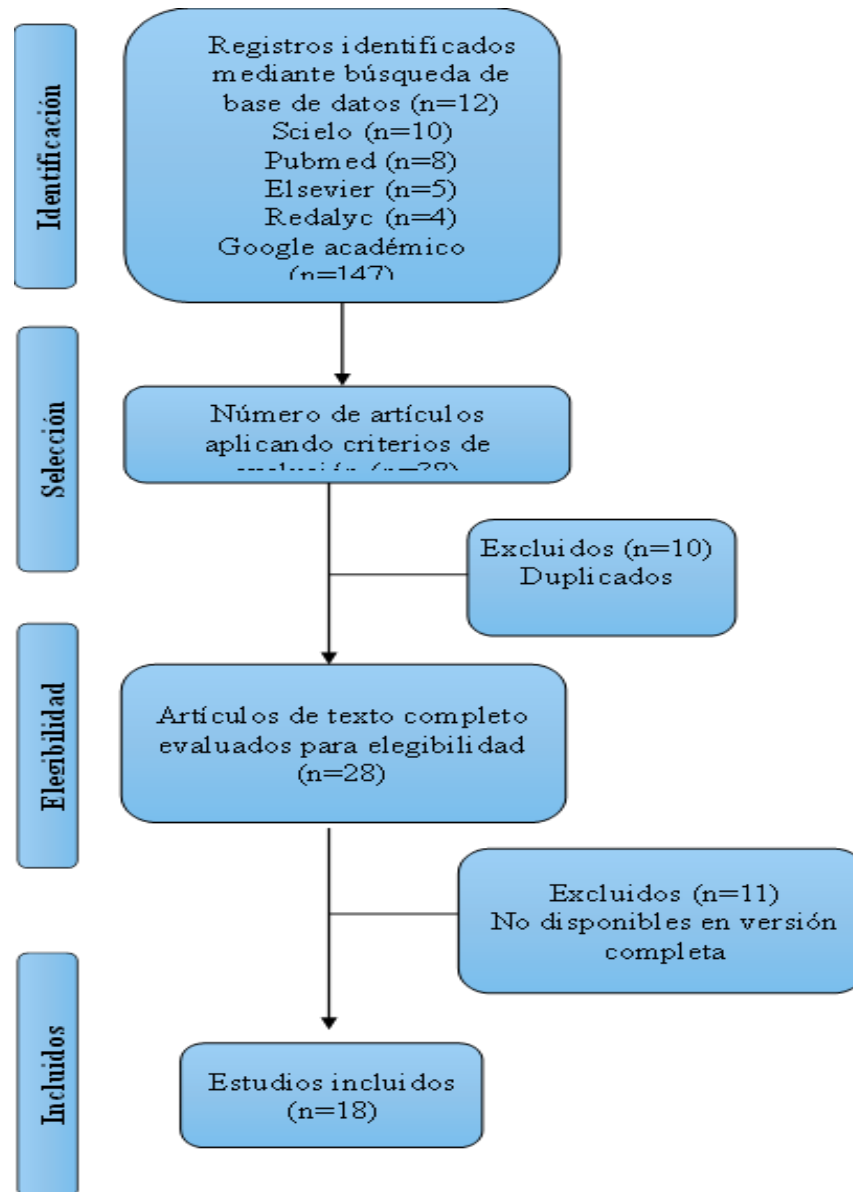 Identificación
Registros identificados
mediante búsqueda de
base de datos (n=12)
Scielo (n=10)
Pubmed (n=8)
Elsevier (n=5)
Redalyc (n=4)
Google académico
(n=147)
Selección
Número de artículos
aplicando criterios de
Excluidos (n=10)
Duplicados
Elegibilidad
Artículos de texto completo
evaluados para elegibilidad
(n=28)
Excluidos (n=11)
No disponibles en versión
completa
Incluidos
Estudios incluidos
(n=18)